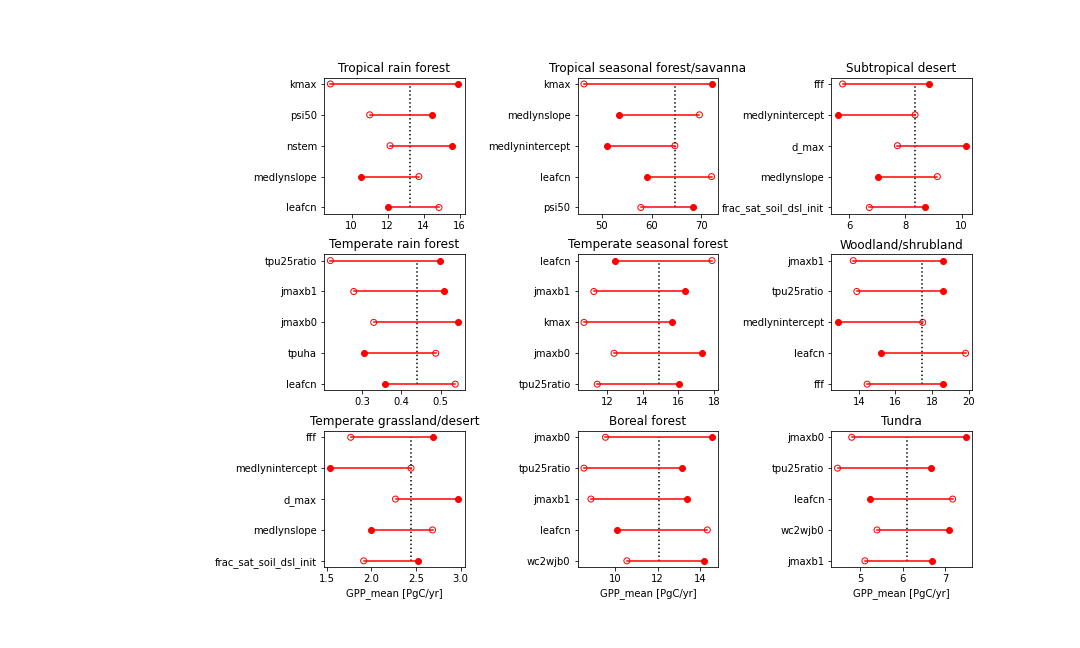 Tropical rain forest
kmax
psi50
nstem
medlynslope
leafcn
10 12 14 16
Tropical seasonal forest/savanna
kmax
medlynslope
medlynintercept
leafcn
psi50
50 60 70
Subtropical desert
fff
medlynintercept
d_max
medlynslope
frac_sat_soil_dsl_init
6 8 10
Temperate rain forest
tpu25ratio
jmaxb1
jmaxb0
tpuha
leafcn
0.3 0.4 0.5
Temperate seasonal forest
leafcn
jmaxb1
kmax
jmaxb0
tpu25ratio
12 14 16 18
Woodland/shrubland
jmaxb1
tpu25ratio
medlynintercept
leafcn
fff
14 16 18 20
Temperate grassland/desert
fff
medlynintercept
d_max
medlynslope
frac_sat_soil_dsl_init
1.5 2.0 2.5 3.0
GPP_mean [PgC/yr]
Boreal forest
jmaxb0
tpu25ratio
jmaxb1
leafcn
wc2wjb0
10 12 14
GPP_mean [PgC/yr]
Tundra
jmaxb0
tpu25ratio
leafcn
wc2wjb0
jmaxb1
5 6 7
GPP_mean [PgC/yr]